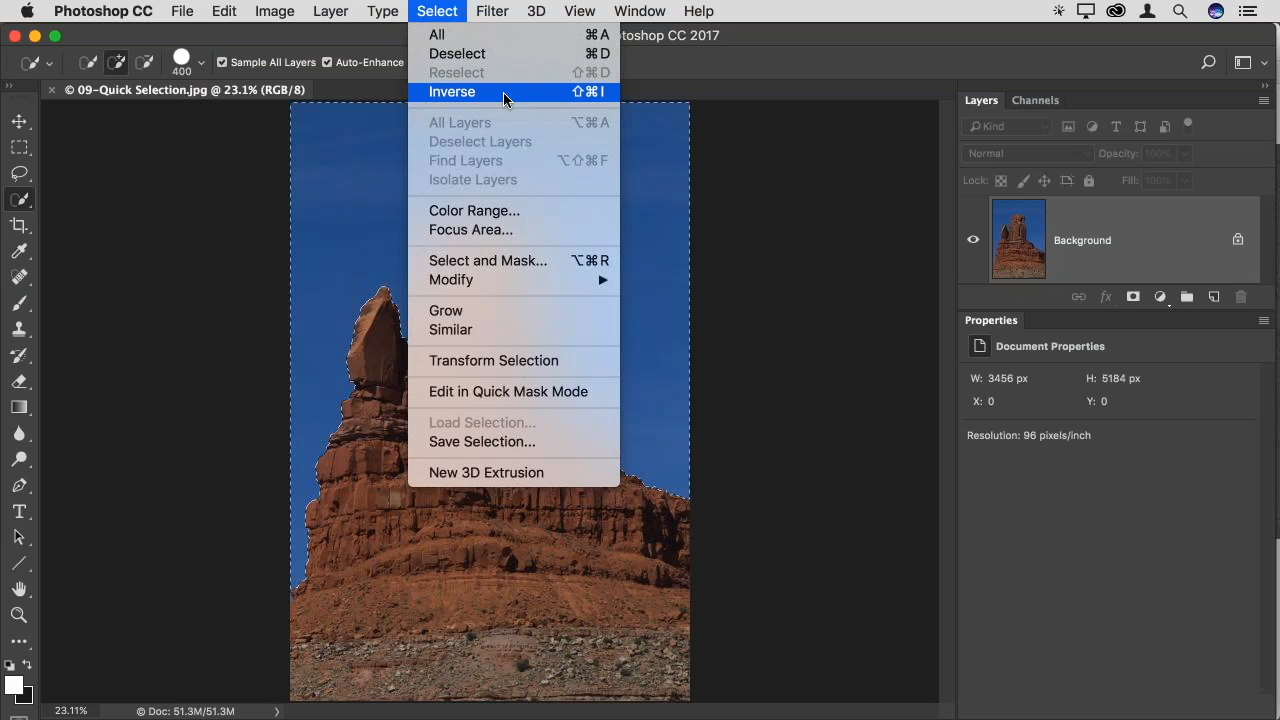 Photoshop CC File Edit Image Layer Type Select Filter 3D View Window Help
otoshop CC 2017
400 Sample All Layers Auto-Enhance
× © 09-Quick Selection.jpg @ 23.1% (RGB/8)
All ⌘A
Deselect ⌘D
Reselect ⇧⌘D
Inverse ⇧⌘I
All Layers ⌥⌘A
Deselect Layers
Find Layers ⌥⇧⌘F
Isolate Layers
Color Range...
Focus Area...
Select and Mask... ⌥⌘R
Modify
Grow
Similar
Transform Selection
Edit in Quick Mask Mode
Load Selection...
Save Selection...
New 3D Extrusion
Layers Channels
Kind
Normal Opacity: 100%
Lock: Fill: 100%
Background
fx
Properties
Document Properties
W: 3456 px H: 5184 px
X: 0 Y: 0
Resolution: 96 pixels/inch
23.11% © Doc: 51.3M/51.3M